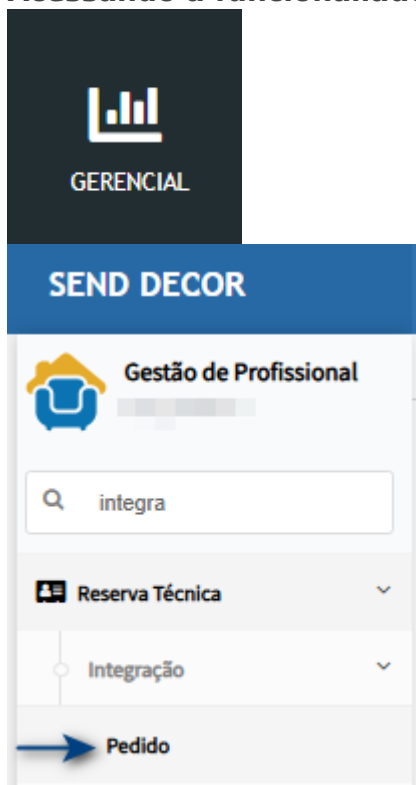 GERENCIAL
SEND DECOR
Gestão de Profissional
integra
Reserva Técnica
Integração
Pedido